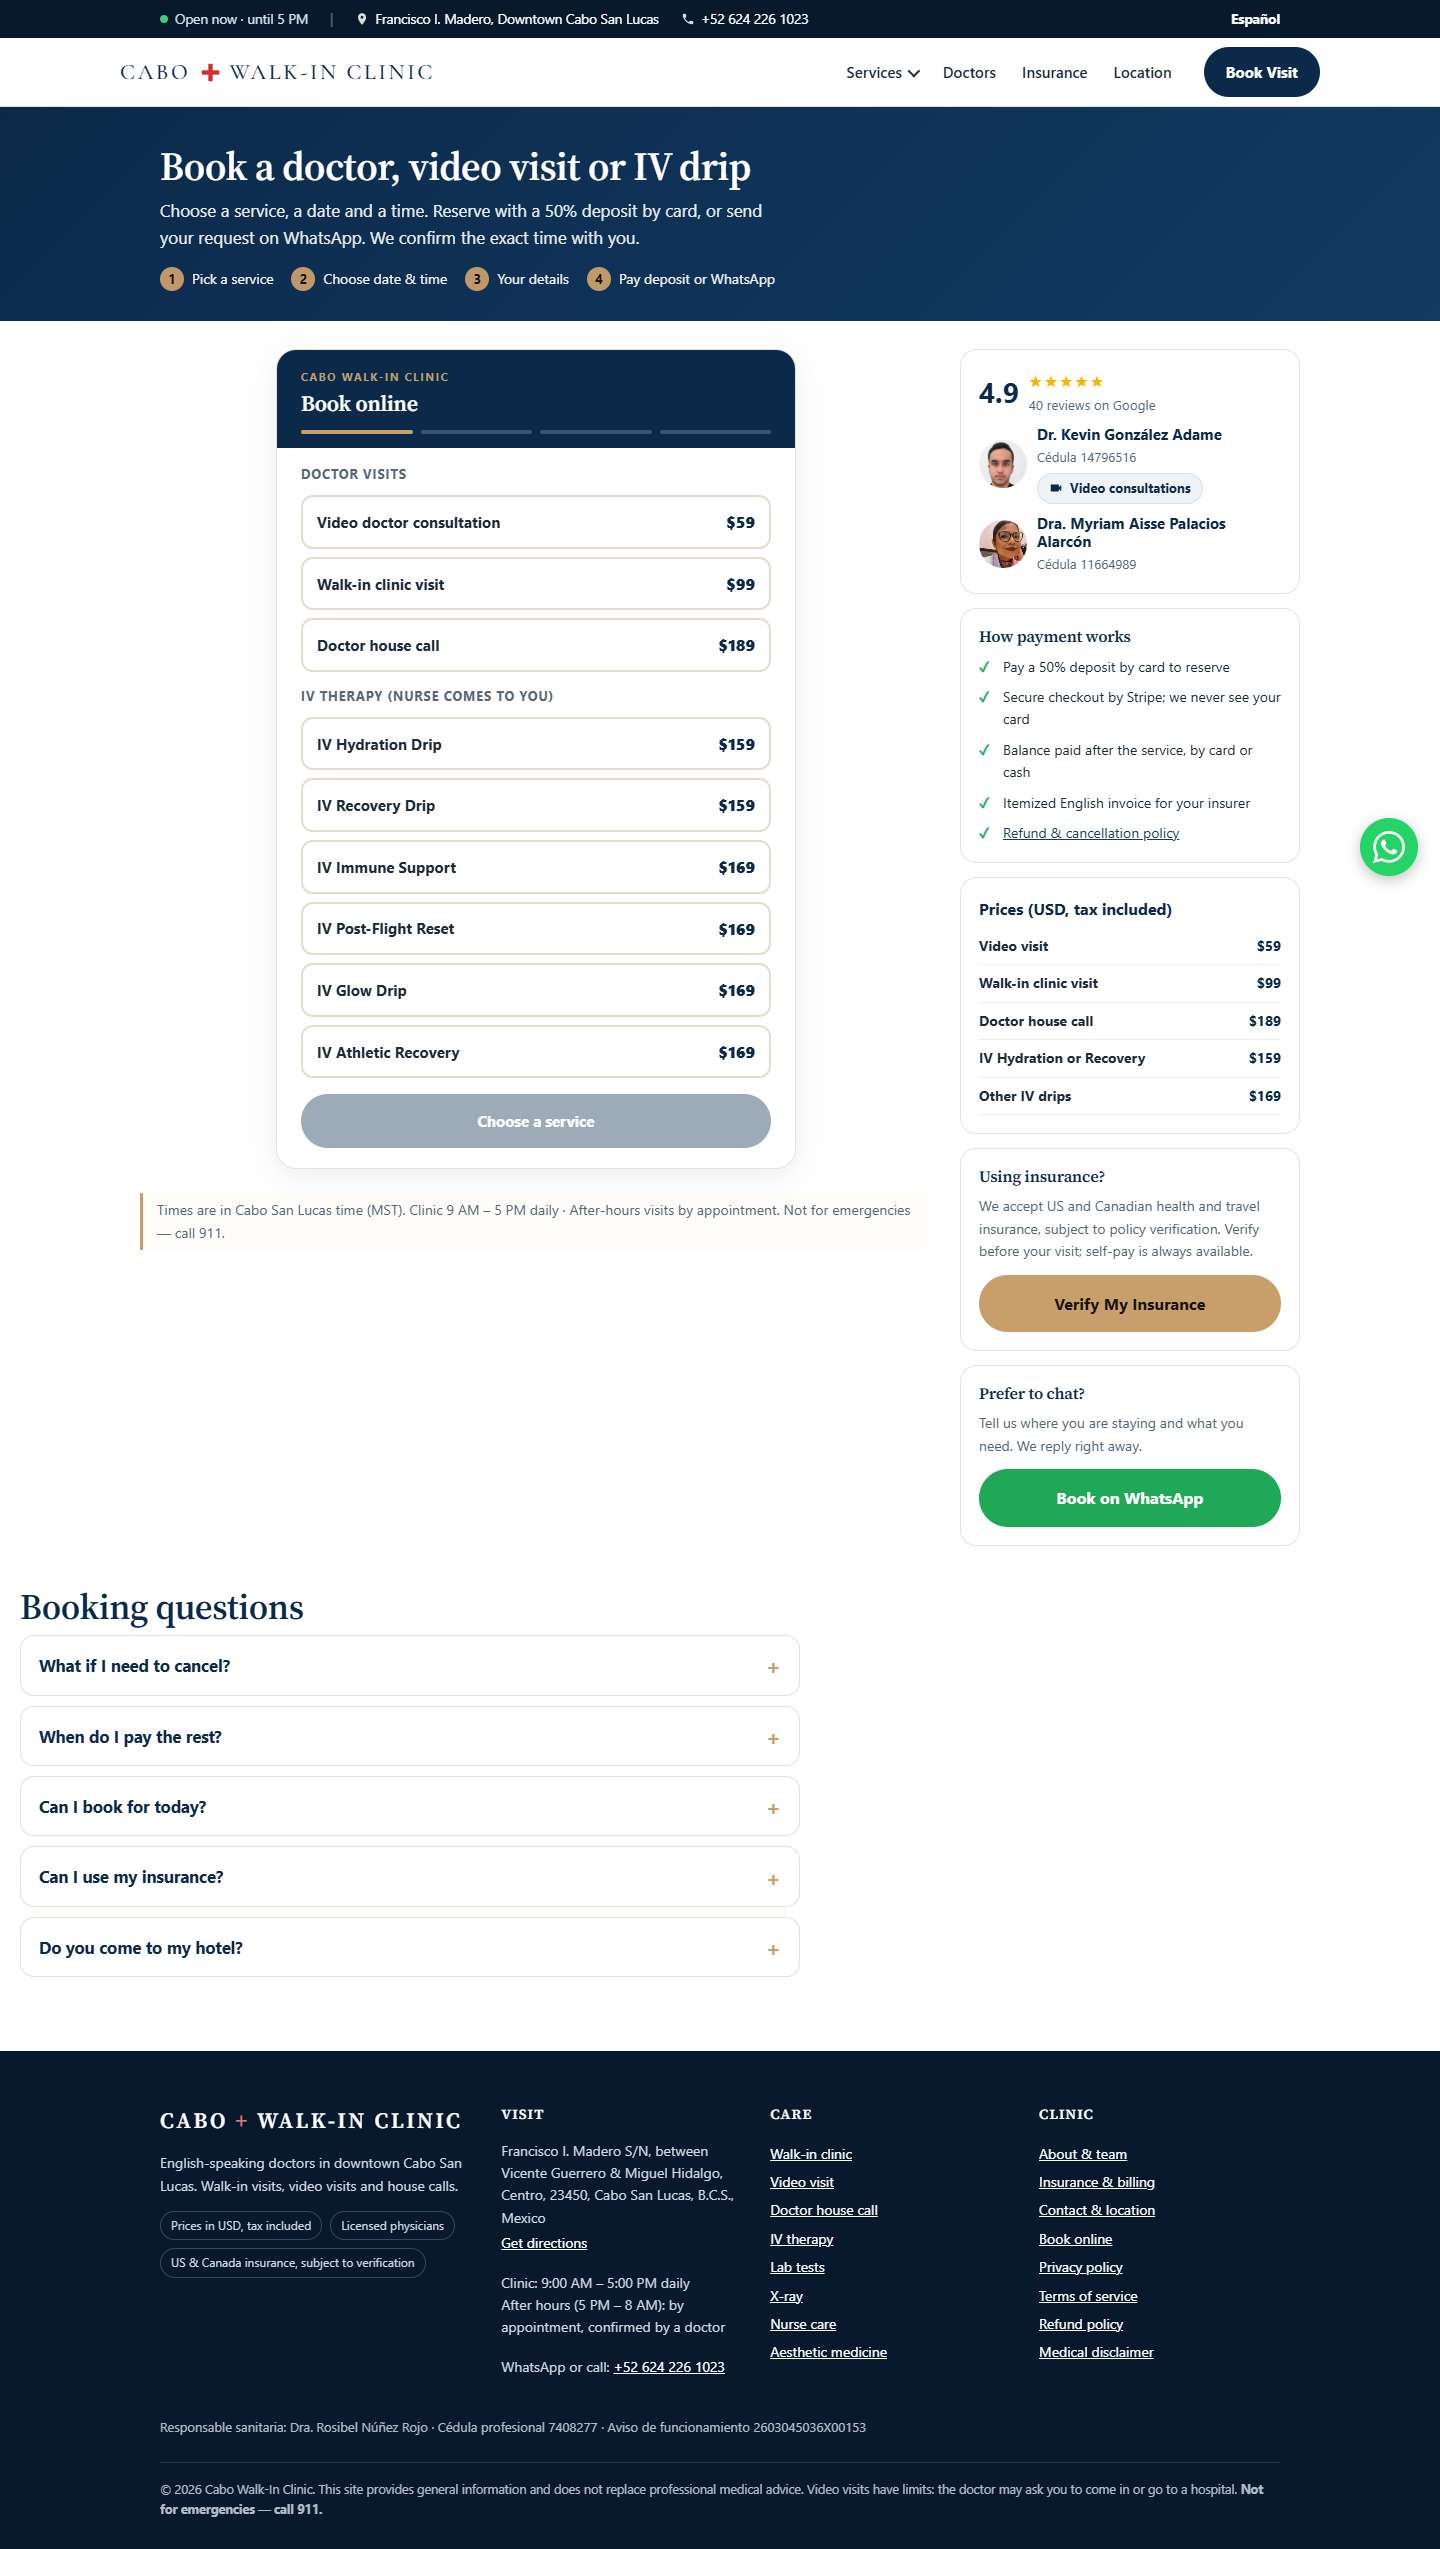 Open now · until 5 PM | Francisco I. Madero, Downtown Cabo San Lucas +52 624 226 1023 Español
CABO + WALK-IN CLINIC
Services Doctors Insurance Location Book Visit
Book a doctor, video visit or IV drip
Choose a service, a date and a time. Reserve with a 50% deposit by card, or send
your request on WhatsApp. We confirm the exact time with you.
1 Pick a service 2 Choose date & time 3 Your details 4 Pay deposit or WhatsApp
CABO WALK-IN CLINIC
Book online
DOCTOR VISITS
Video doctor consultation $59
Walk-in clinic visit $99
Doctor house call $189
IV THERAPY (NURSE COMES TO YOU)
IV Hydration Drip $159
IV Recovery Drip $159
IV Immune Support $169
IV Post-Flight Reset $169
IV Glow Drip $169
IV Athletic Recovery $169
Choose a service
Times are in Cabo San Lucas time (MST). Clinic 9 AM – 5 PM daily · After-hours visits by appointment. Not for emergencies
— call 911.
4.9 ★★★★★
40 reviews on Google
Dr. Kevin González Adame
Cédula 14796516
Video consultations
Dra. Myriam Aisse Palacios
Alarcón
Cédula 11664989
How payment works
✓ Pay a 50% deposit by card to reserve
✓ Secure checkout by Stripe; we never see your
card
✓ Balance paid after the service, by card or
cash
✓ Itemized English invoice for your insurer
✓ Refund & cancellation policy
Prices (USD, tax included)
Video visit $59
Walk-in clinic visit $99
Doctor house call $189
IV Hydration or Recovery $159
Other IV drips $169
Using insurance?
We accept US and Canadian health and travel
insurance, subject to policy verification. Verify
before your visit; self-pay is always available.
Verify My Insurance
Prefer to chat?
Tell us where you are staying and what you
need. We reply right away.
Book on WhatsApp
Booking questions
What if I need to cancel? +
When do I pay the rest? +
Can I book for today? +
Can I use my insurance? +
Do you come to my hotel? +
CABO + WALK-IN CLINIC
English-speaking doctors in downtown Cabo San
Lucas. Walk-in visits, video visits and house calls.
Prices in USD, tax included Licensed physicians
US & Canada insurance, subject to verification
VISIT
Francisco I. Madero S/N, between
Vicente Guerrero & Miguel Hidalgo,
Centro, 23450, Cabo San Lucas, B.C.S.,
Mexico
Get directions
Clinic: 9:00 AM – 5:00 PM daily
After hours (5 PM – 8 AM): by
appointment, confirmed by a doctor
WhatsApp or call: +52 624 226 1023
CARE
Walk-in clinic
Video visit
Doctor house call
IV therapy
Lab tests
X-ray
Nurse care
Aesthetic medicine
CLINIC
About & team
Insurance & billing
Contact & location
Book online
Privacy policy
Terms of service
Refund policy
Medical disclaimer
Responsable sanitaria: Dra. Rosibel Núñez Rojo · Cédula profesional 7408277 · Aviso de funcionamiento 2603045036X00153
© 2026 Cabo Walk-In Clinic. This site provides general information and does not replace professional medical advice. Video visits have limits: the doctor may ask you to come in or go to a hospital. Not
for emergencies — call 911.